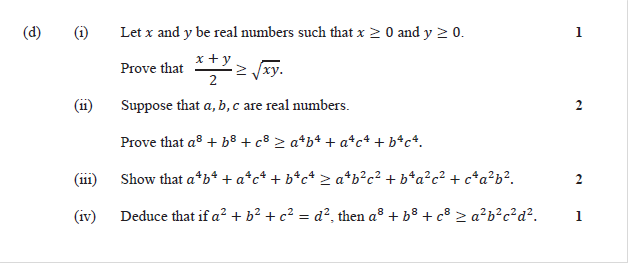 (d) (i) Let x and y be real numbers such that x ≥ 0 and y ≥ 0. 1
Prove that (x + y)/2 ≥ √(xy).
(ii) Suppose that a, b, c are real numbers. 2
Prove that a⁸ + b⁸ + c⁸ ≥ a⁴b⁴ + a⁴c⁴ + b⁴c⁴.
(iii) Show that a⁴b⁴ + a⁴c⁴ + b⁴c⁴ ≥ a⁴b²c² + b⁴a²c² + c⁴a²b². 2
(iv) Deduce that if a² + b² + c² = d², then a⁸ + b⁸ + c⁸ ≥ a²b²c²d². 1